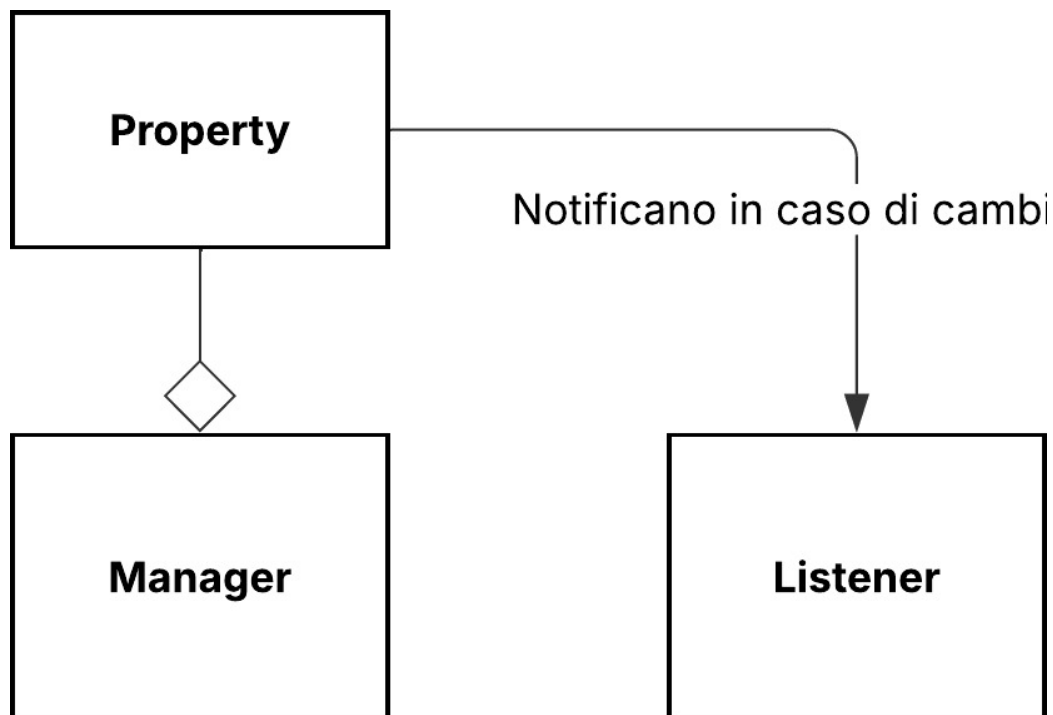 Property
Notificano in caso di cambi
Manager
Listener